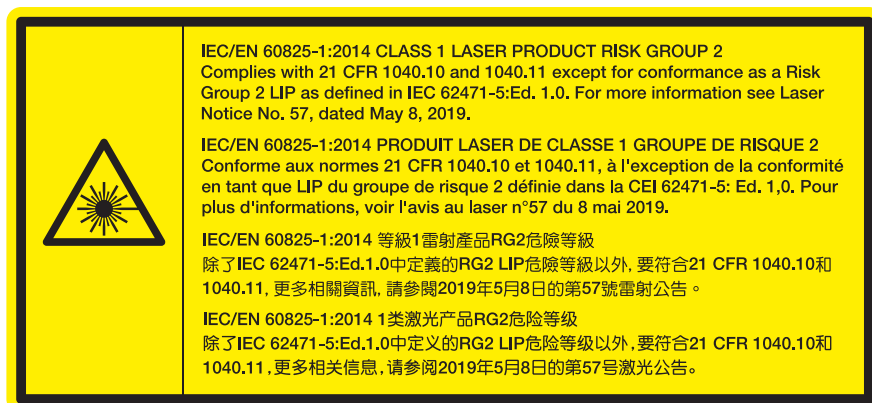 IEC/EN 60825-1:2014 CLASS 1 LASER PRODUCT RISK GROUP 2
Complies with 21 CFR 1040.10 and 1040.11 except for conformance as a Risk
Group 2 LIP as defined in IEC 62471-5:Ed. 1.0. For more information see Laser
Notice No. 57, dated May 8, 2019.
IEC/EN 60825-1:2014 PRODUIT LASER DE CLASSE 1 GROUPE DE RISQUE 2
Conforme aux normes 21 CFR 1040.10 et 1040.11, à l'exception de la conformité
en tant que LIP du groupe de risque 2 définie dans la CEI 62471-5: Ed. 1,0. Pour
plus d'informations, voir l'avis au laser n°57 du 8 mai 2019.
IEC/EN 60825-1:2014 等級1雷射產品RG2危險等級
除了IEC 62471-5:Ed.1.0中定義的RG2 LIP危險等級以外, 要符合21 CFR 1040.10和
1040.11, 更多相關資訊, 請參閱2019年5月8日的第57號雷射公告。
IEC/EN 60825-1:2014 1类激光产品RG2危险等级
除了IEC 62471-5:Ed.1.0中定义的RG2 LIP危险等级以外,要符合21 CFR 1040.10和
1040.11,更多相关信息,请参阅2019年5月8日的第57号激光公告。